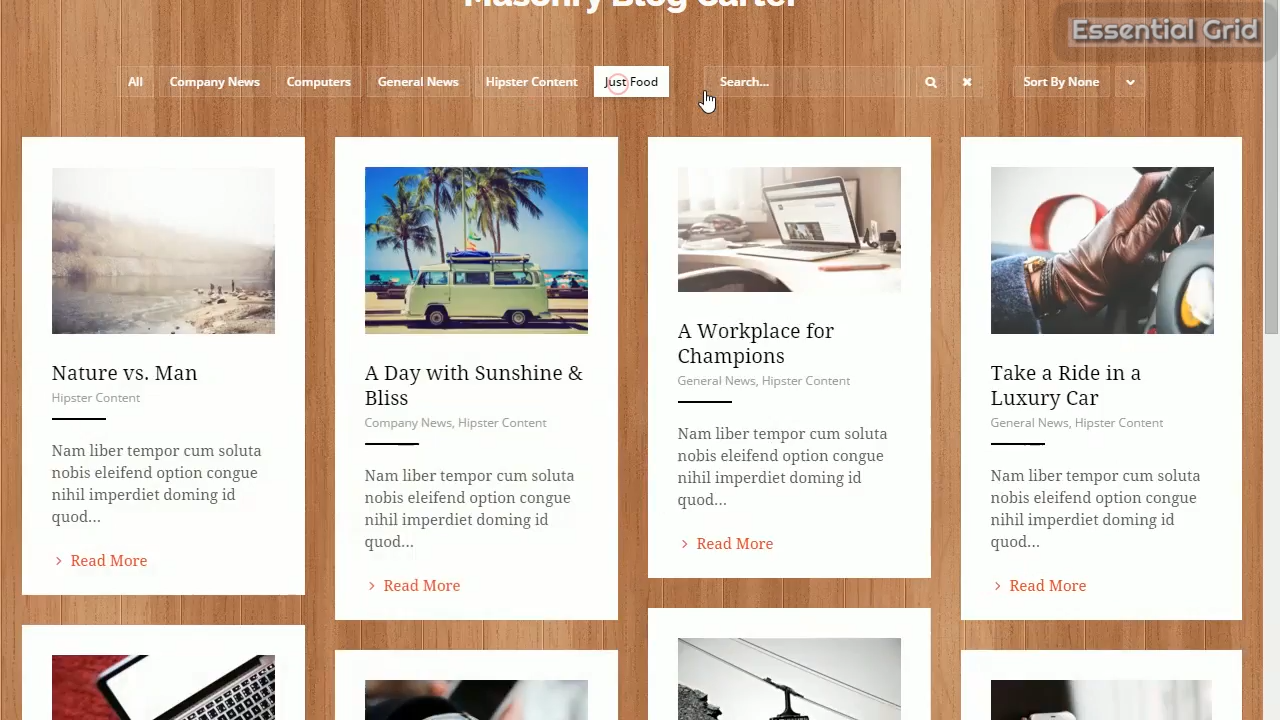 Masonry Blog Carter
Essential Grid
All
Company News
Computers
General News
Hipster Content
Just Food
Search...
Sort By None
Nature vs. Man
Hipster Content
Nam liber tempor cum soluta
nobis eleifend option congue
nihil imperdiet doming id
quod...
Read More
A Day with Sunshine &
Bliss
Company News, Hipster Content
Nam liber tempor cum soluta
nobis eleifend option congue
nihil imperdiet doming id
quod...
Read More
A Workplace for
Champions
General News, Hipster Content
Nam liber tempor cum soluta
nobis eleifend option congue
nihil imperdiet doming id
quod...
Read More
Take a Ride in a
Luxury Car
General News, Hipster Content
Nam liber tempor cum soluta
nobis eleifend option congue
nihil imperdiet doming id
quod...
Read More